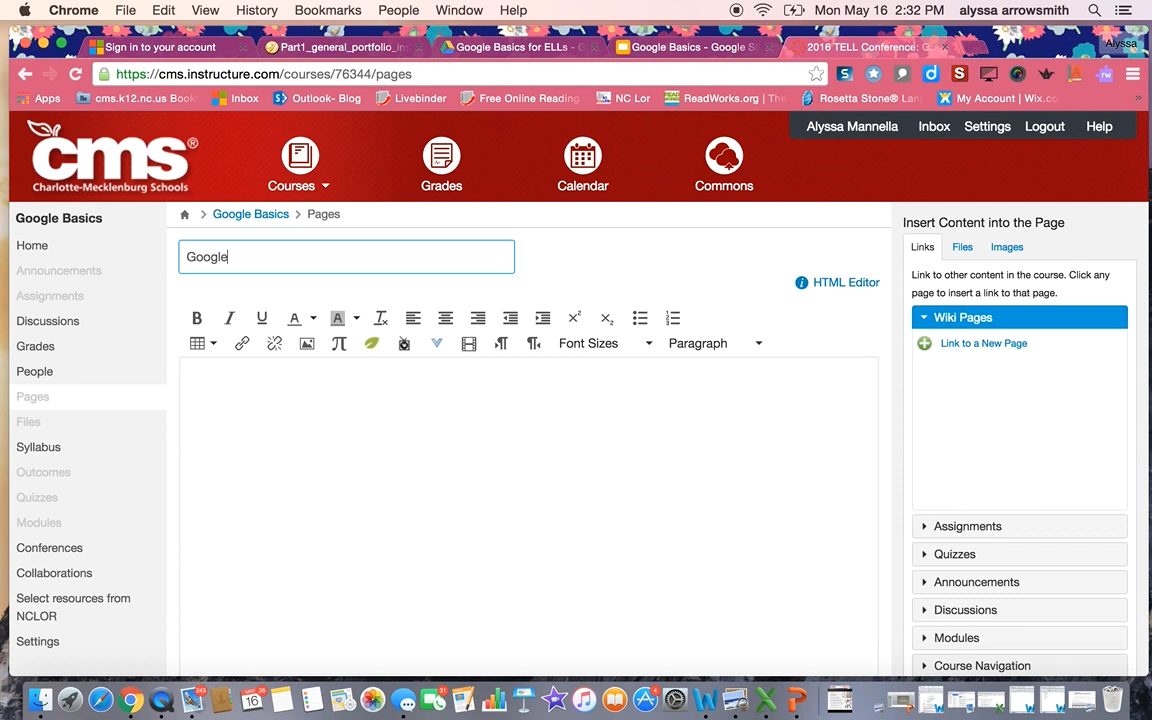 Chrome File Edit View History Bookmarks People Window Help Mon May 16 2:32 PM alyssa arrowsmith
Sign in to your account Part1_general_portfolio_in Google Basics for ELLs - G Google Basics - Google S 2016 TELL Conference: G Alyssa
https://cms.instructure.com/courses/76344/pages
Apps cms.k12.nc.us Book Inbox Outlook- Blog Livebinder Free Online Reading NC Lor ReadWorks.org | The Rosetta Stone® Lan My Account | Wix.co »
Alyssa Mannella Inbox Settings Logout Help
cms®
Charlotte-Mecklenburg Schools
Courses Grades Calendar Commons
Google Basics
Home
Announcements
Assignments
Discussions
Grades
People
Pages
Files
Syllabus
Outcomes
Quizzes
Modules
Conferences
Collaborations
Select resources from
NCLOR
Settings
Google Basics > Pages
Google
HTML Editor
B I U A A Tx x² x₂
π Font Sizes Paragraph
Insert Content into the Page
Links Files Images
Link to other content in the course. Click any
page to insert a link to that page.
Wiki Pages
Link to a New Page
Assignments
Quizzes
Announcements
Discussions
Modules
Course Navigation